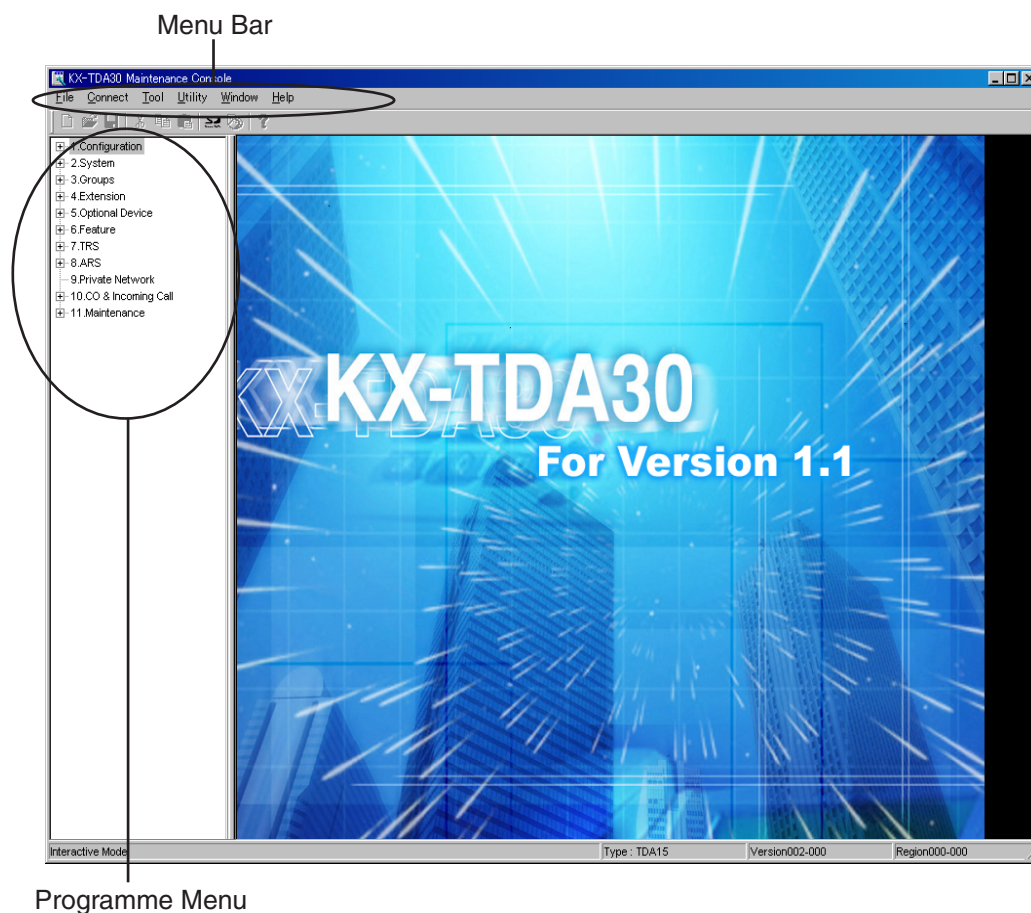 Menu Bar
KX-TDA30 Maintenance Console
File Connect Tool Utility Window Help
1.Configuration
2.System
3.Groups
4.Extension
5.Optional Device
6.Feature
7.TRS
8.ARS
9.Private Network
10.CO & Incoming Call
11.Maintenance
KX-TDA30
For Version 1.1
Interactive Mode Type : TDA15 Version002-000 Region000-000
Programme Menu